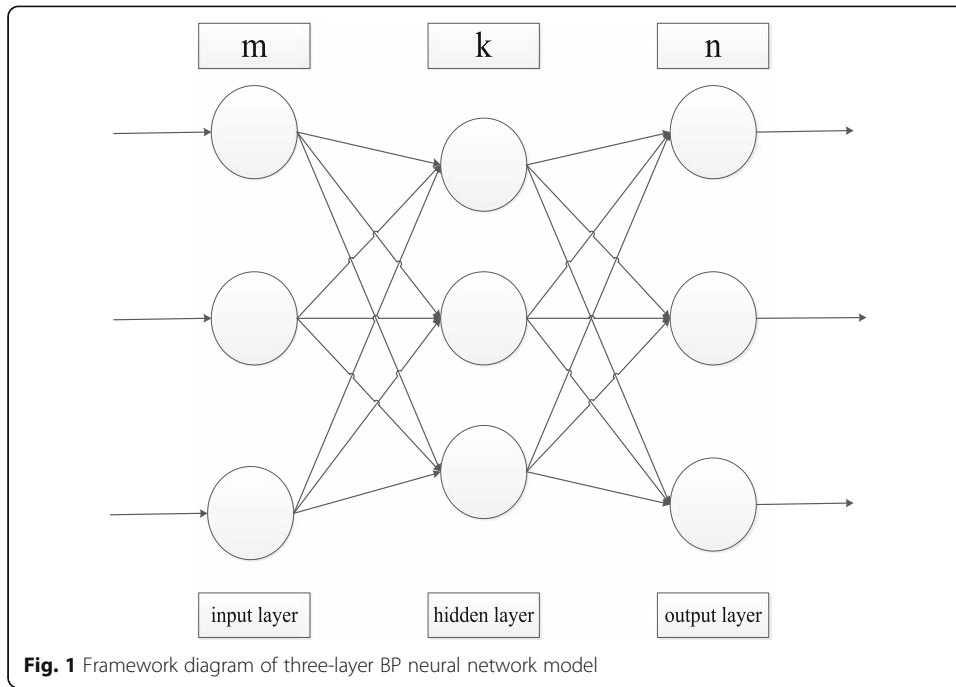 m
k
n
input layer
hidden layer
output layer
Fig. 1 Framework diagram of three-layer BP neural network model